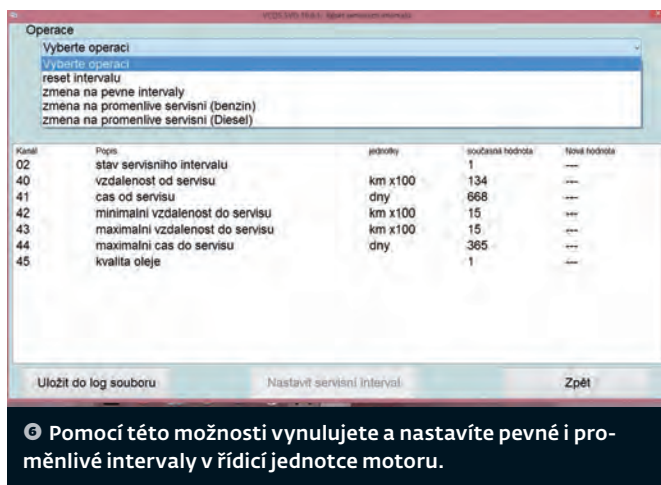 Operace
Vyberte operaci
Vyberte operaci
reset intervalu
zmena na pevne intervaly
zmena na promenlive servisni (benzin)
zmena na promenlive servisni (Diesel)
Kanál Popis jednotky současná hodnota Nová hodnota
02 stav servisniho intervalu 1 ---
40 vzdalenost od servisu km x100 134 ---
41 cas od servisu dny 668 ---
42 minimalni vzdalenost do servisu km x100 15 ---
43 maximalni vzdalenost do servisu km x100 15 ---
44 maximalni cas do servisu dny 365 ---
45 kvalita oleje 1 ---
Uložit do log souboru Nastavit servisní interval Zpět
6 Pomocí této možnosti vynulujete a nastavíte pevné i pro-
měnlivé intervaly v řídicí jednotce motoru.